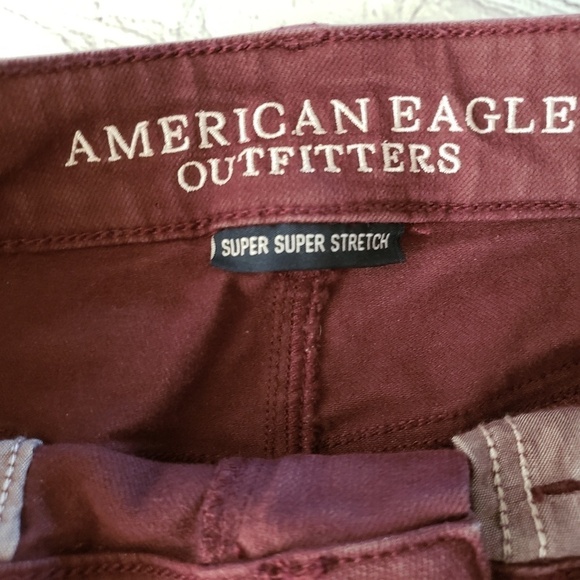 AMERICAN EAGLE
OUTFITTERS
SUPER SUPER STRETCH